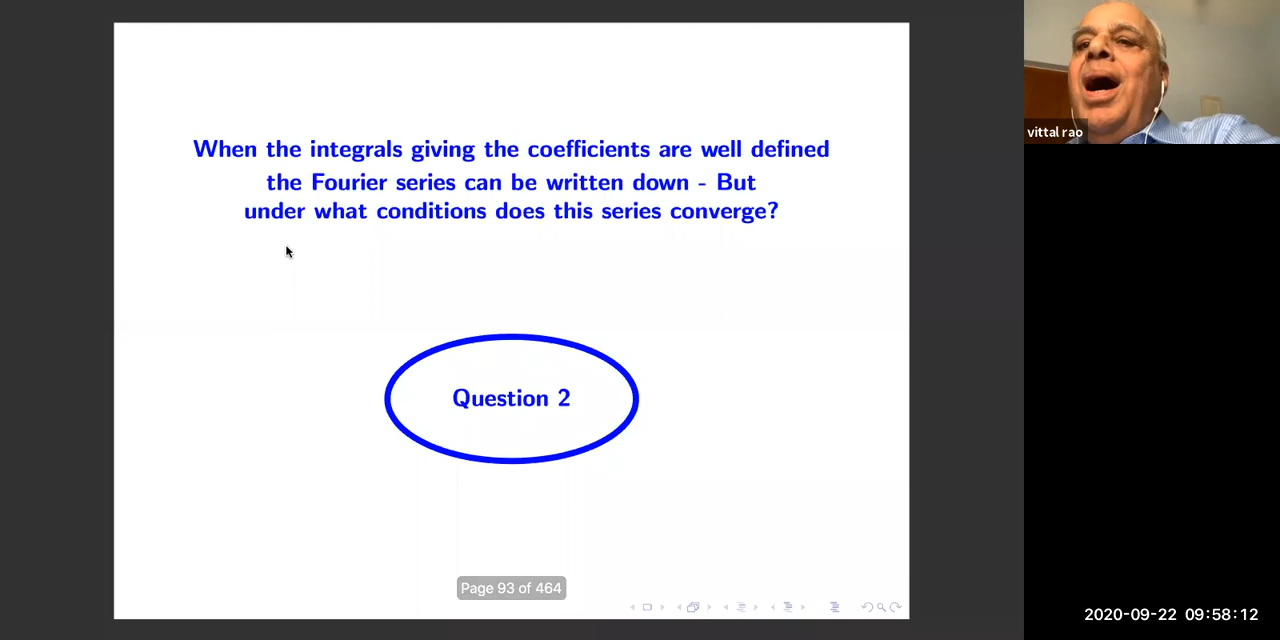 When the integrals giving the coefficients are well defined
the Fourier series can be written down - But
under what conditions does this series converge?
Question 2
Page 93 of 464
vittal rao
2020-09-22 09:58:12